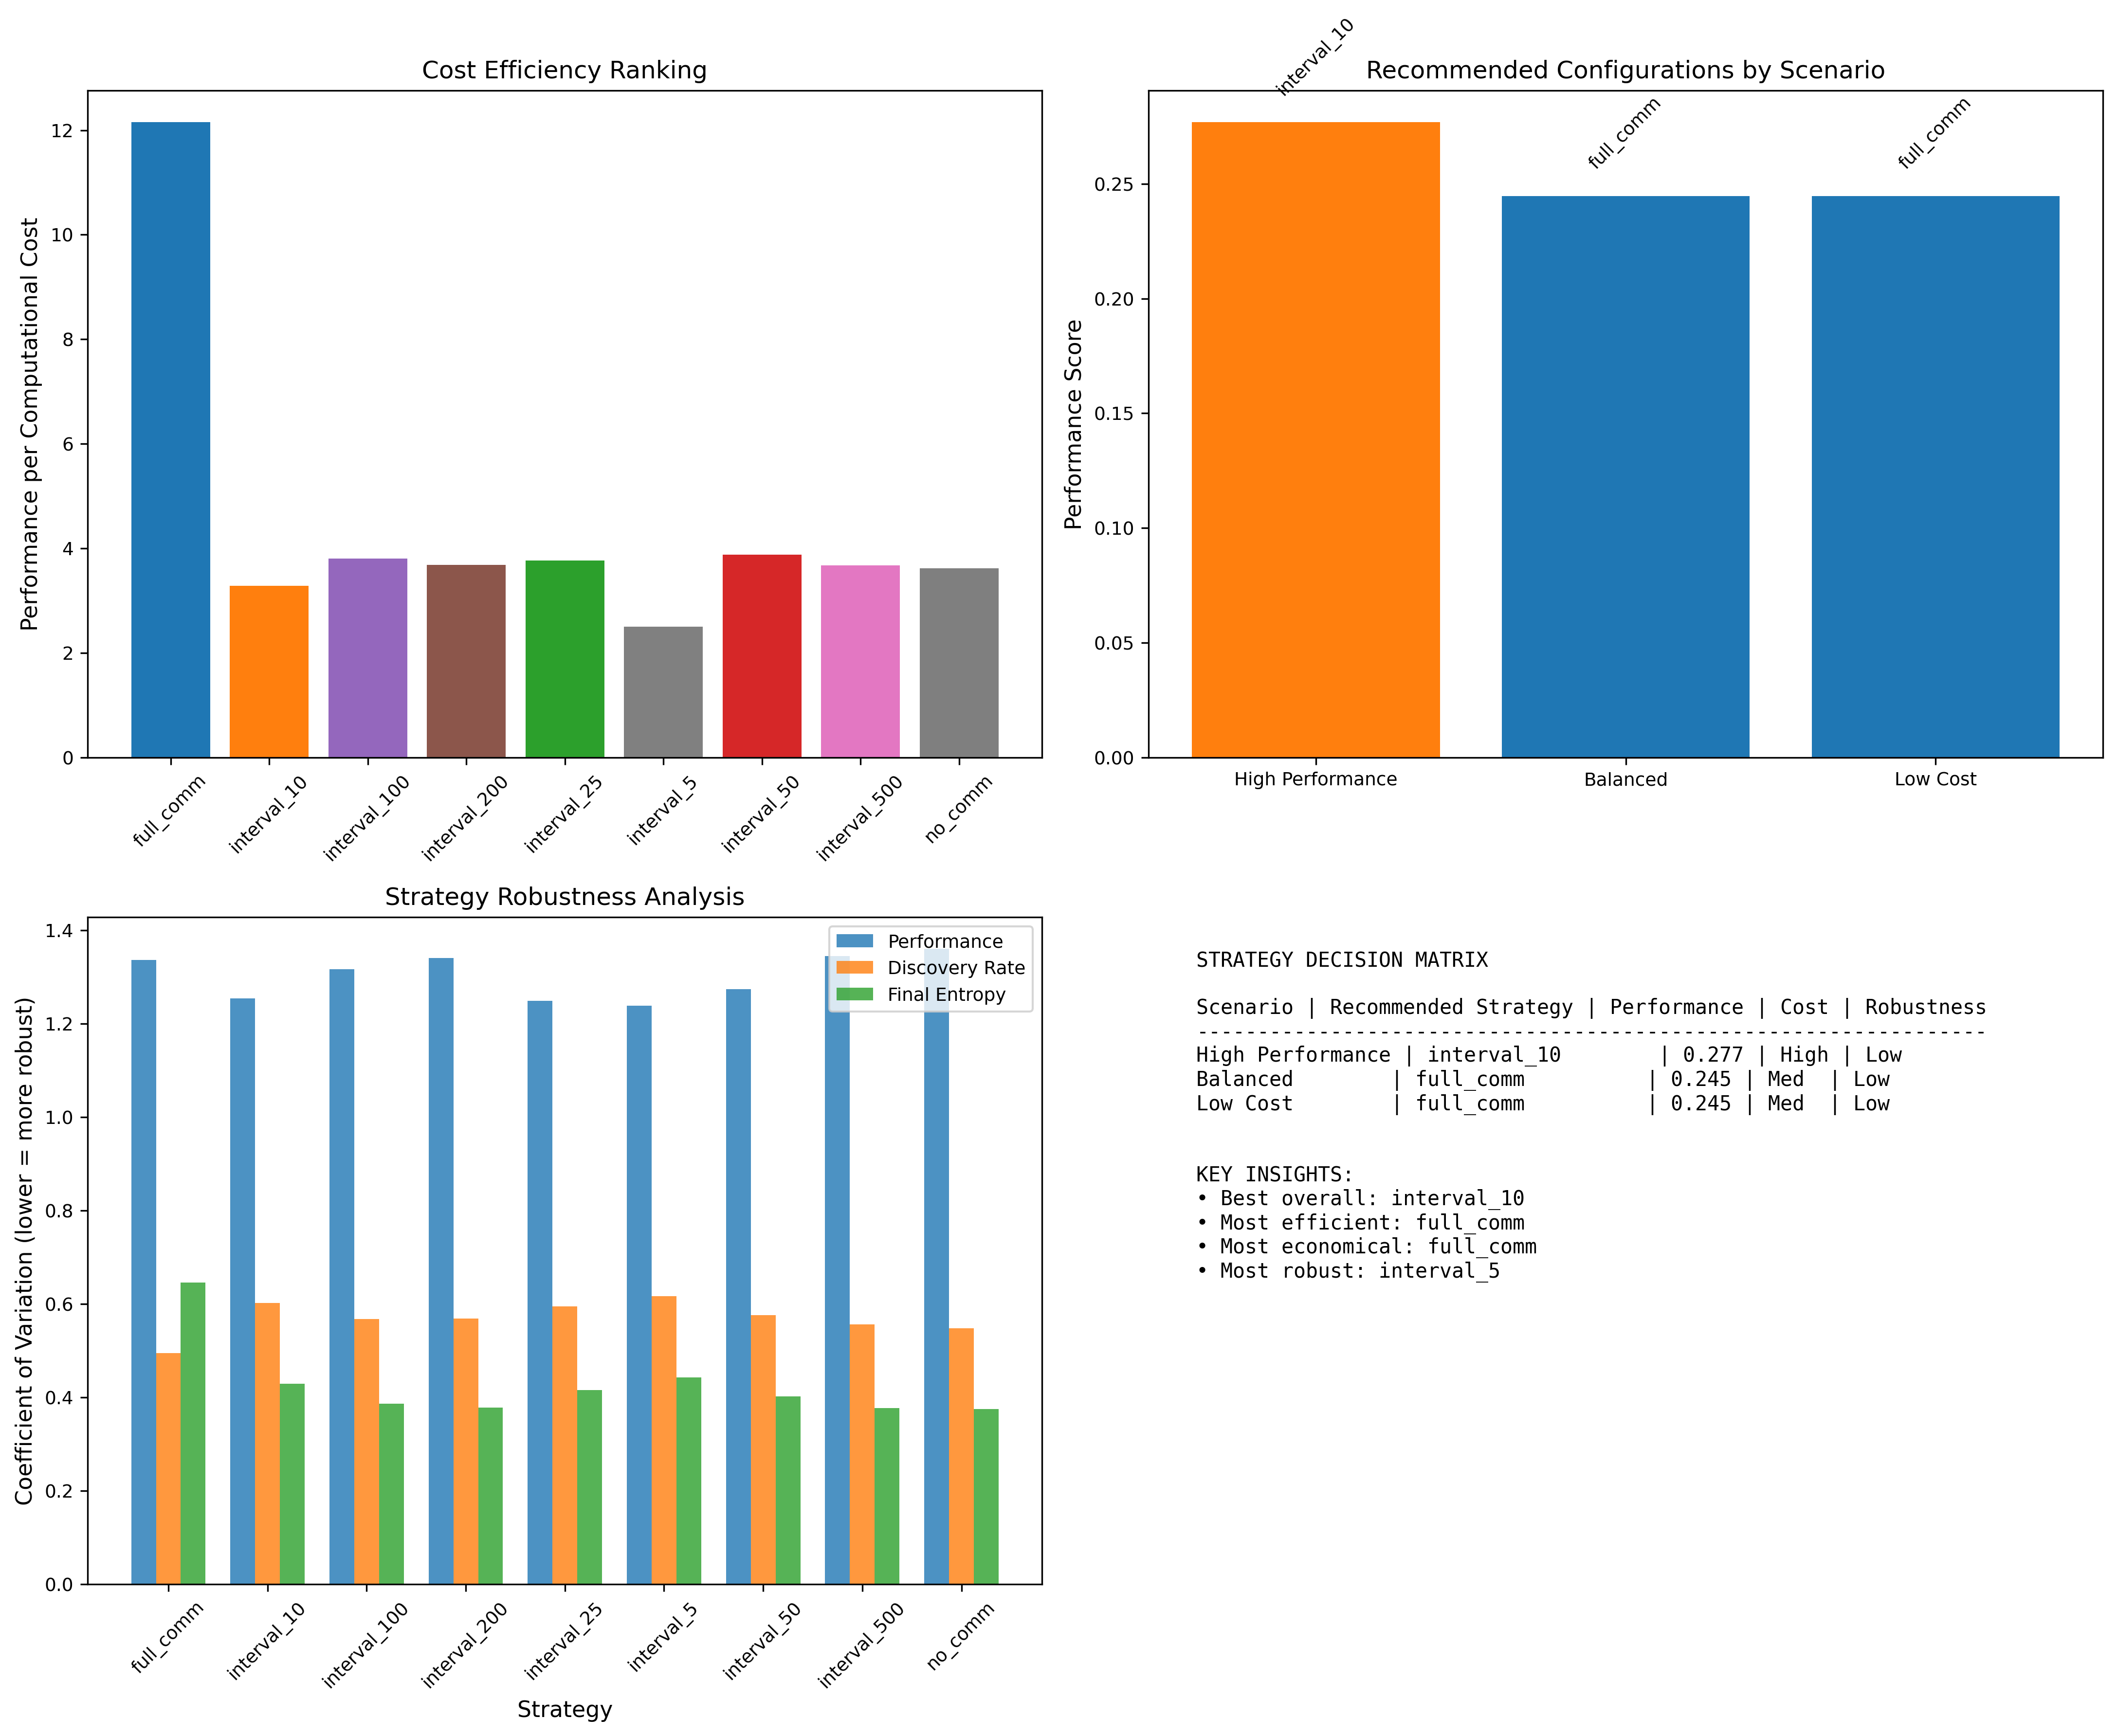 Cost Efficiency Ranking
Performance per Computational Cost
12
10
8
6
4
2
0
full_comm
interval_10
interval_100
interval_200
interval_25
interval_5
interval_50
interval_500
no_comm
Recommended Configurations by Scenario
Performance Score
0.25
0.20
0.15
0.10
0.05
0.00
interval_10
full_comm
full_comm
High Performance
Balanced
Low Cost
Strategy Robustness Analysis
Coefficient of Variation (lower = more robust)
1.4
1.2
1.0
0.8
0.6
0.4
0.2
0.0
Performance
Discovery Rate
Final Entropy
full_comm
interval_10
interval_100
interval_200
interval_25
interval_5
interval_50
interval_500
no_comm
Strategy
STRATEGY DECISION MATRIX
Scenario | Recommended Strategy | Performance | Cost | Robustness
-----------------------------------------------------------------
High Performance | interval_10        | 0.277 | High | Low
Balanced        | full_comm          | 0.245 | Med  | Low
Low Cost        | full_comm          | 0.245 | Med  | Low
KEY INSIGHTS:
• Best overall: interval_10
• Most efficient: full_comm
• Most economical: full_comm
• Most robust: interval_5